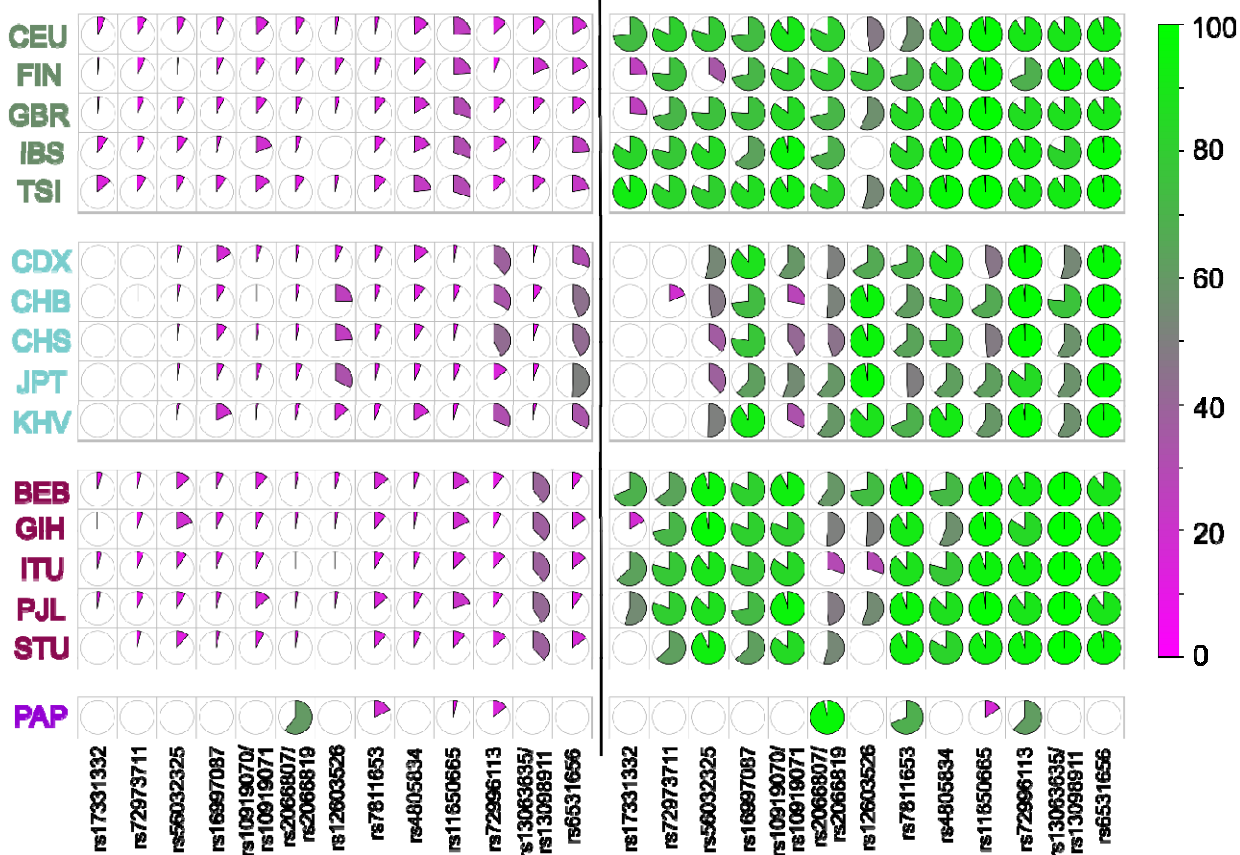 CEU
FIN
GBR
IBS
TSI
CDX
CHB
CHS
JPT
KHV
BEB
GIH
ITU
PJL
STU
PAP
100
80
60
40
20
0
rs17331332
rs72973711
rs56032325
rs16997087
rs10919070/
rs10919071
rs2066807/
rs2066819
rs12603526
rs7811653
rs4805834
rs11650665
rs72996113
rs13063635/
rs13098911
rs6531656
rs17331332
rs72973711
rs56032325
rs16997087
rs10919070/
rs10919071
rs2066807/
rs2066819
rs12603526
rs7811653
rs4805834
rs11650665
rs72996113
rs13063635/
rs13098911
rs6531656